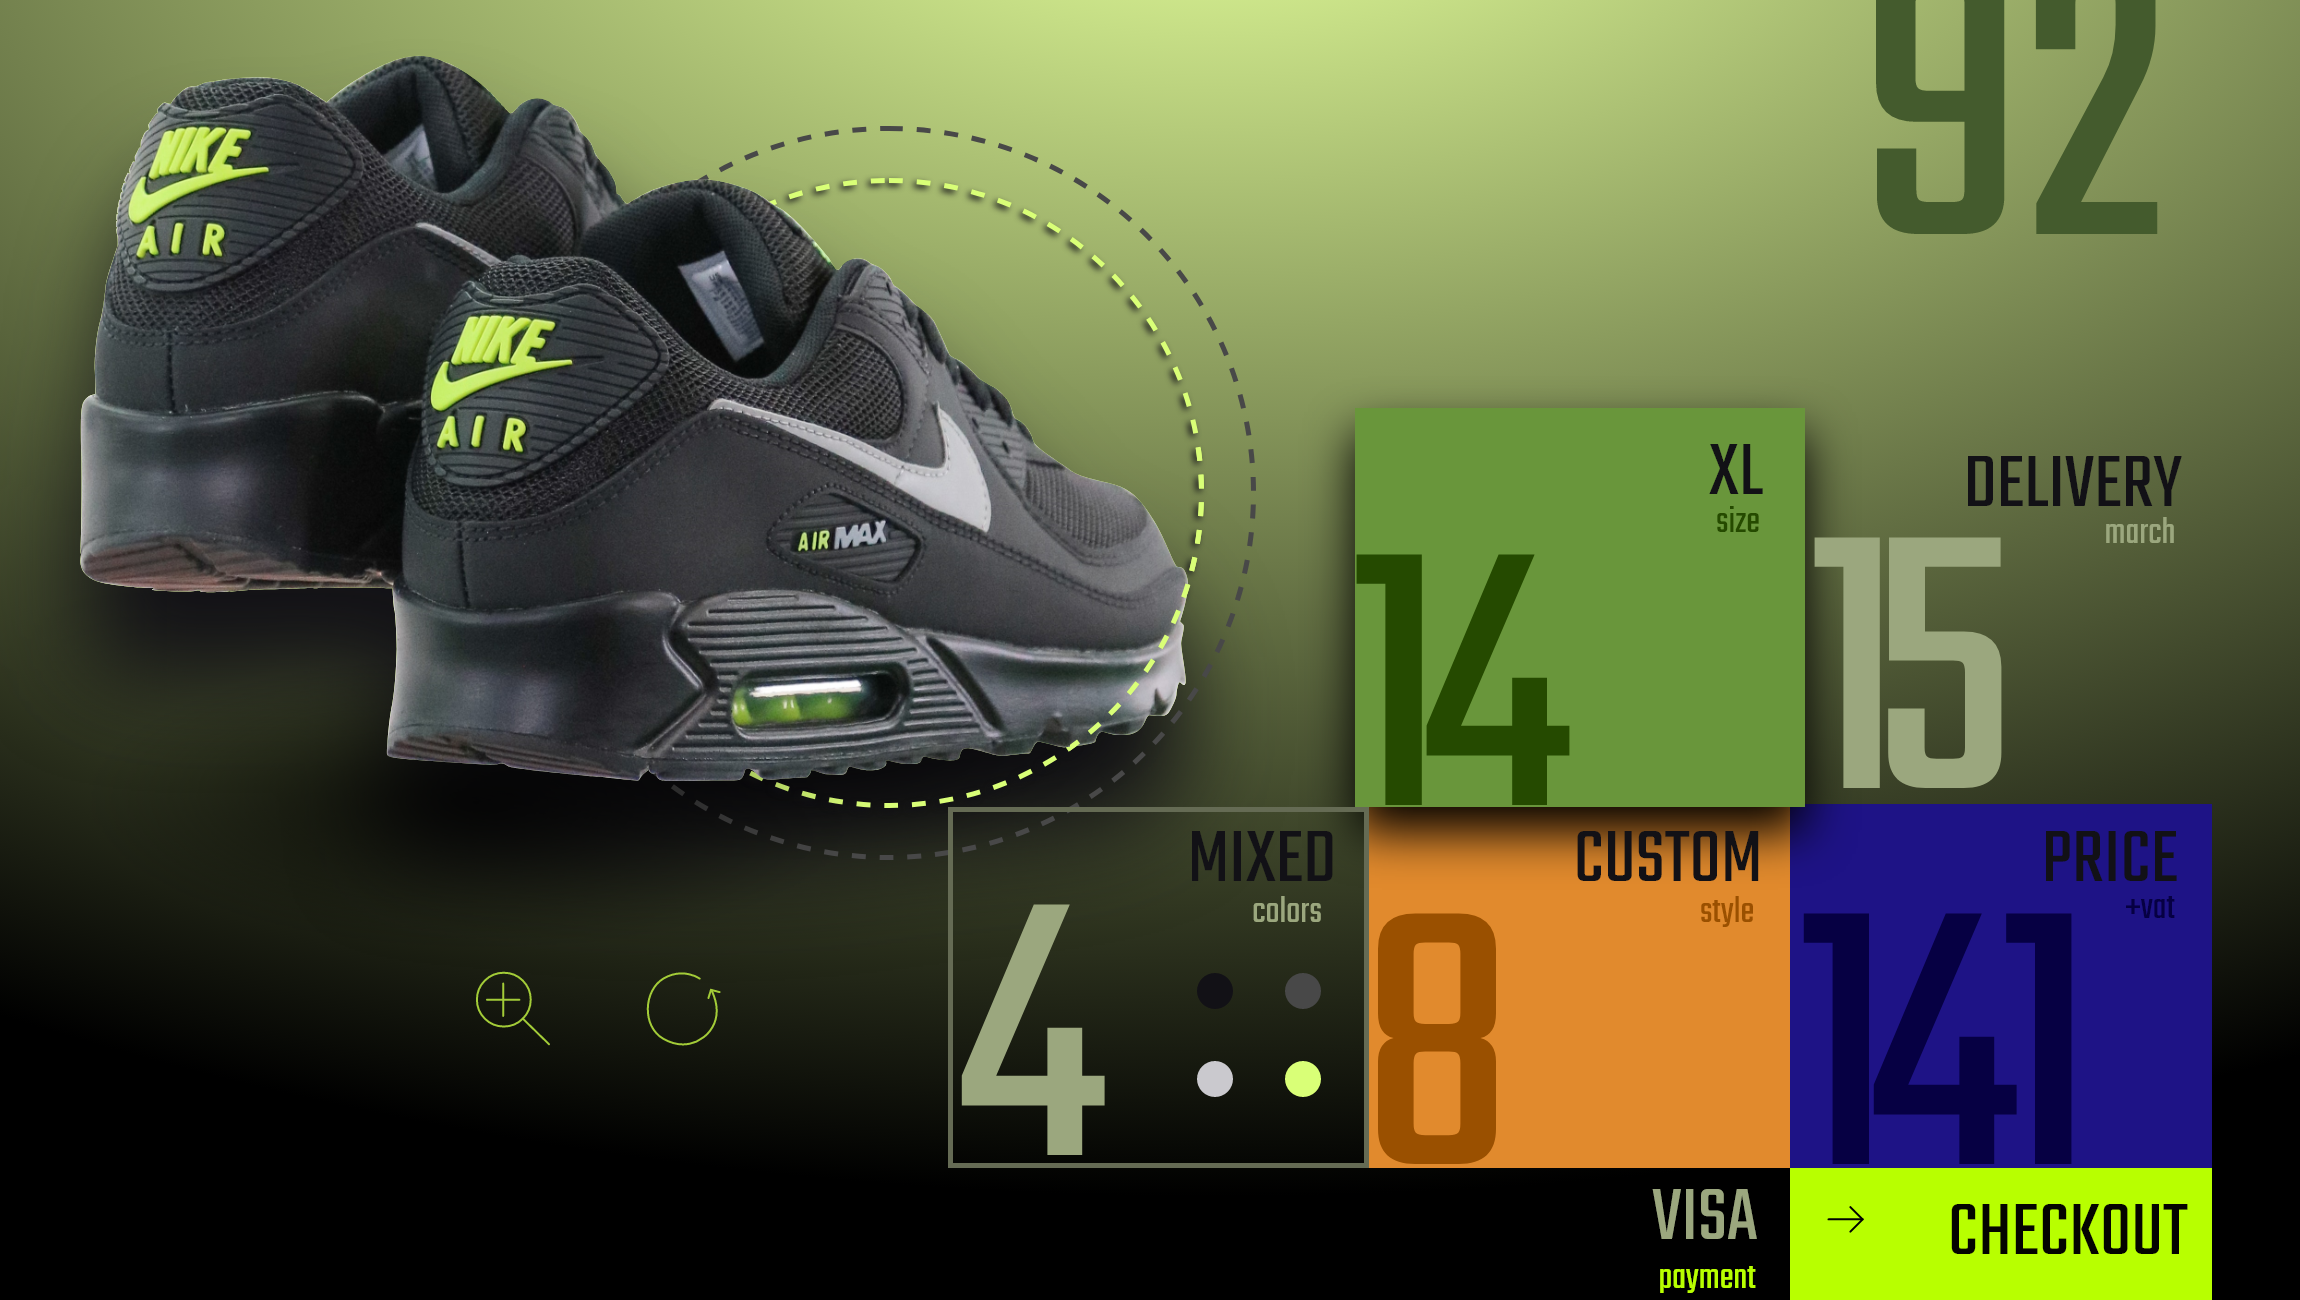 92
NIKE
AIR
NIKE
AIR
AIR MAX
XL
size
14
DELIVERY
march
15
MIXED
colors
4
CUSTOM
style
8
PRICE
+vat
141
VISA
payment
CHECKOUT